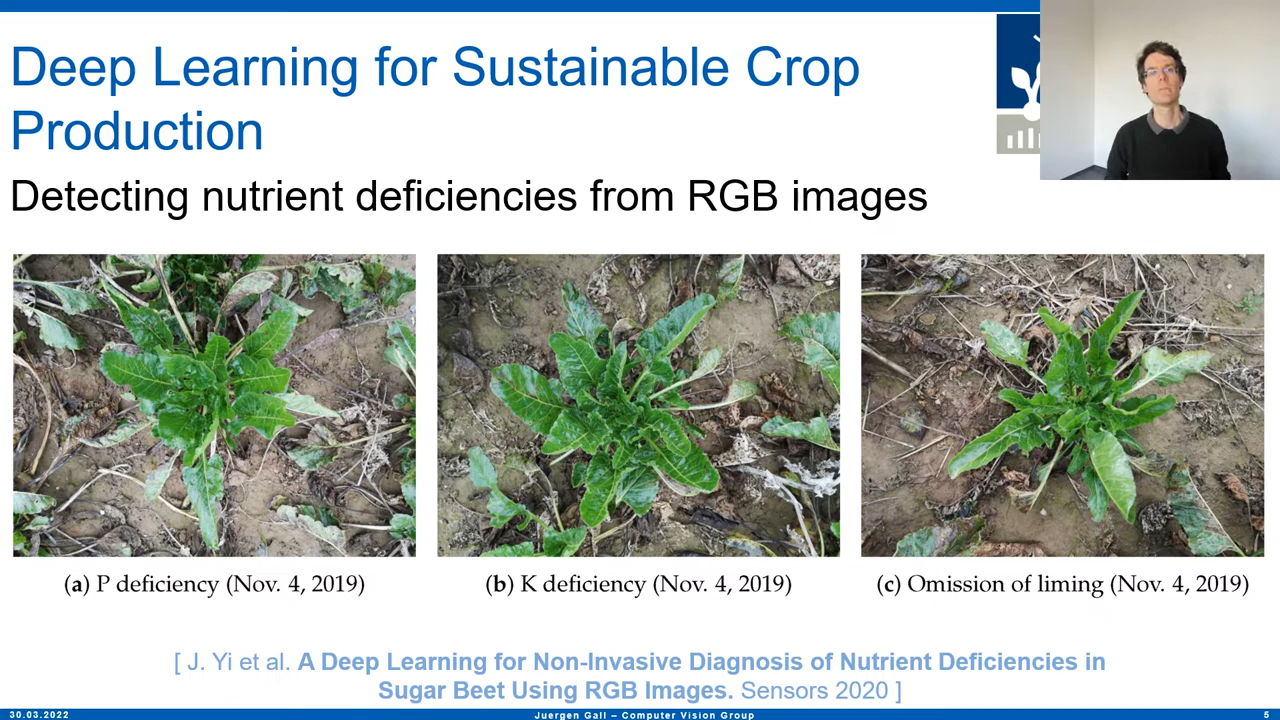 Deep Learning for Sustainable Crop
Production
Detecting nutrient deficiencies from RGB images
(a) P deficiency (Nov. 4, 2019)
(b) K deficiency (Nov. 4, 2019)
(c) Omission of liming (Nov. 4, 2019)
[ J. Yi et al. A Deep Learning for Non-Invasive Diagnosis of Nutrient Deficiencies in
Sugar Beet Using RGB Images. Sensors 2020 ]
30.03.2022
Juergen Gall – Computer Vision Group
5